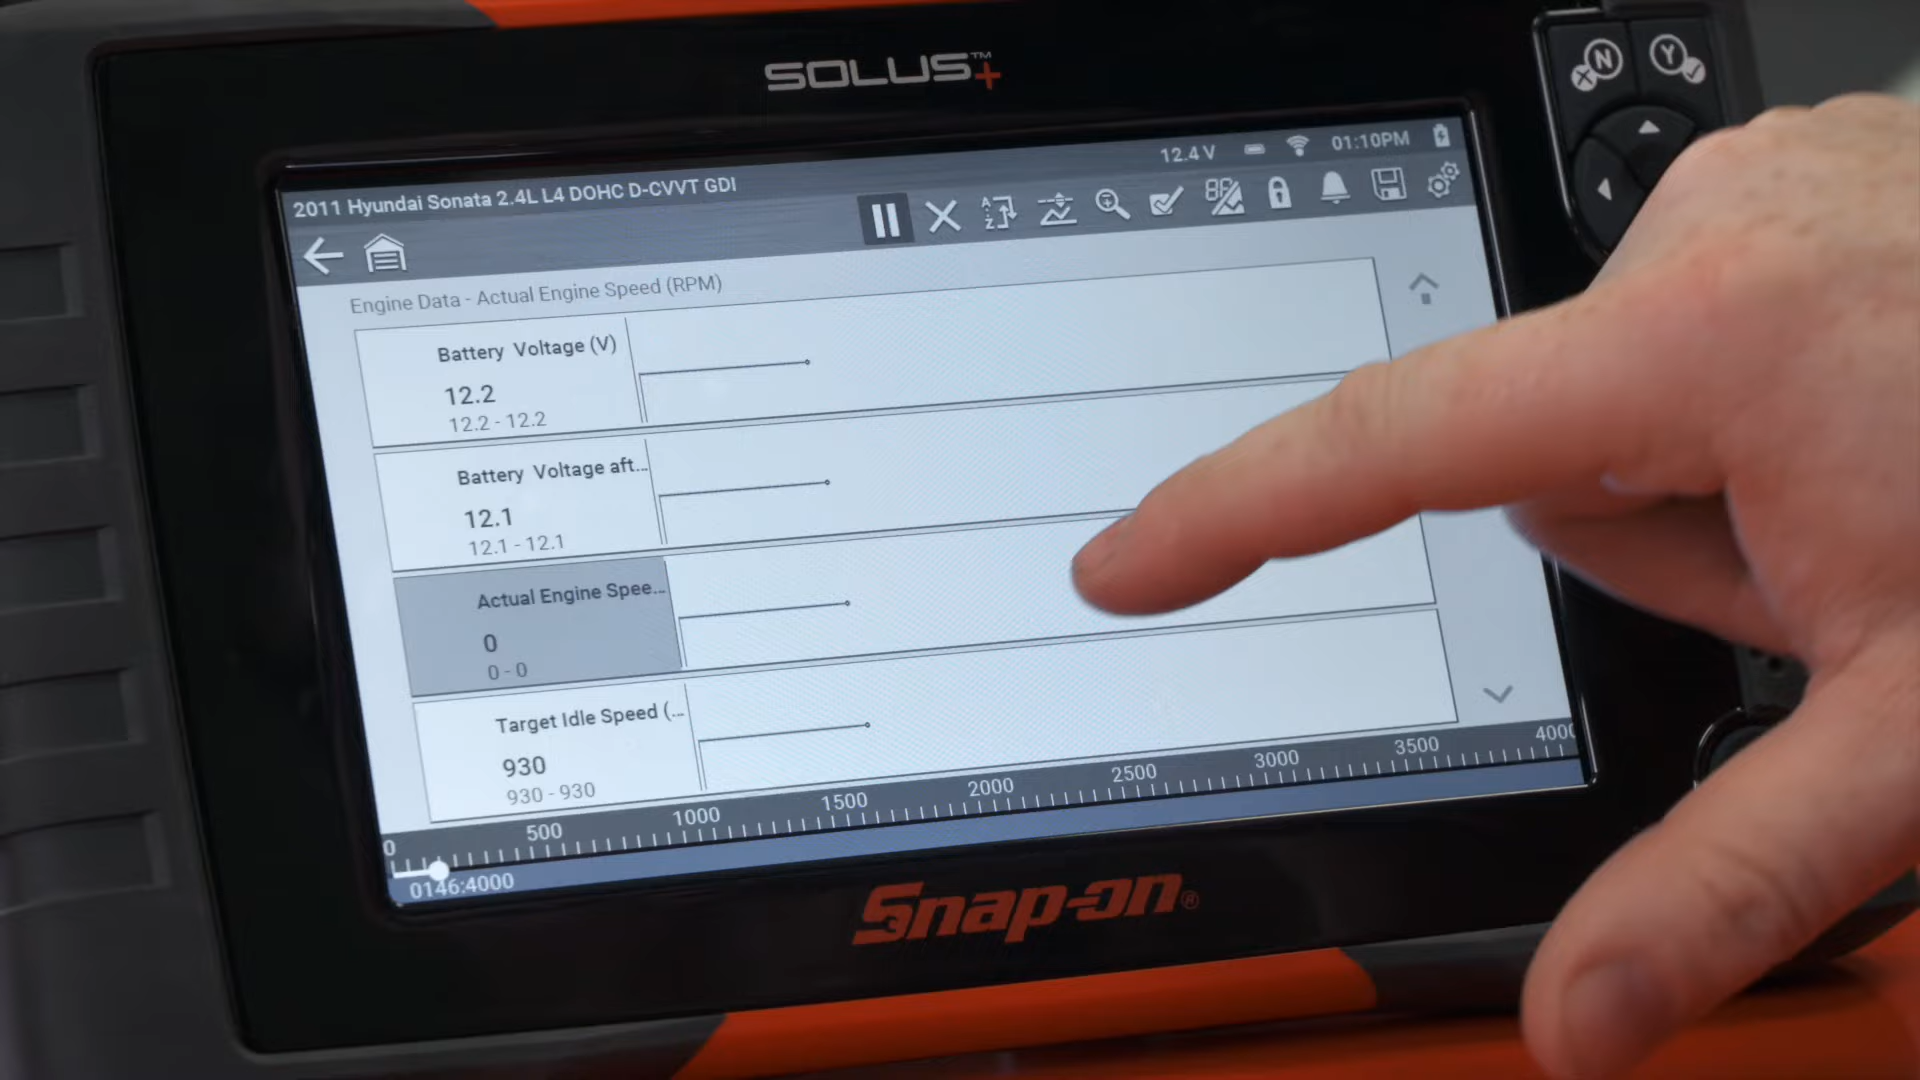 SOLUS™+
N
Y
12.4 V
01:10PM
2011 Hyundai Sonata 2.4L L4 DOHC D-CVVT GDI
A
Z
Engine Data - Actual Engine Speed (RPM)
Battery Voltage (V)
12.2
12.2 - 12.2
Battery Voltage aft...
12.1
12.1 - 12.1
Actual Engine Spee...
0
0 - 0
Target Idle Speed (...
930
930 - 930
0 500 1000 1500 2000 2500 3000 3500 4000
0146:4000
Snap-on®